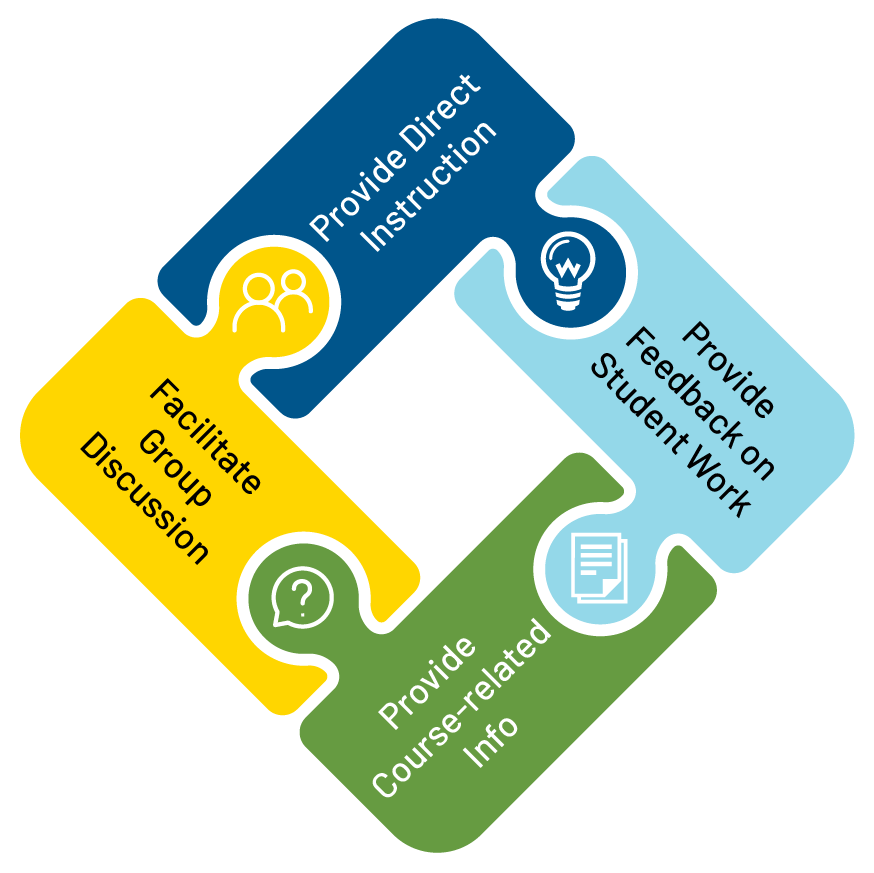 Provide Direct
Instruction
Provide
Feedback on
Student Work
Provide
Course-related
Info
Facilitate
Group
Discussion
?